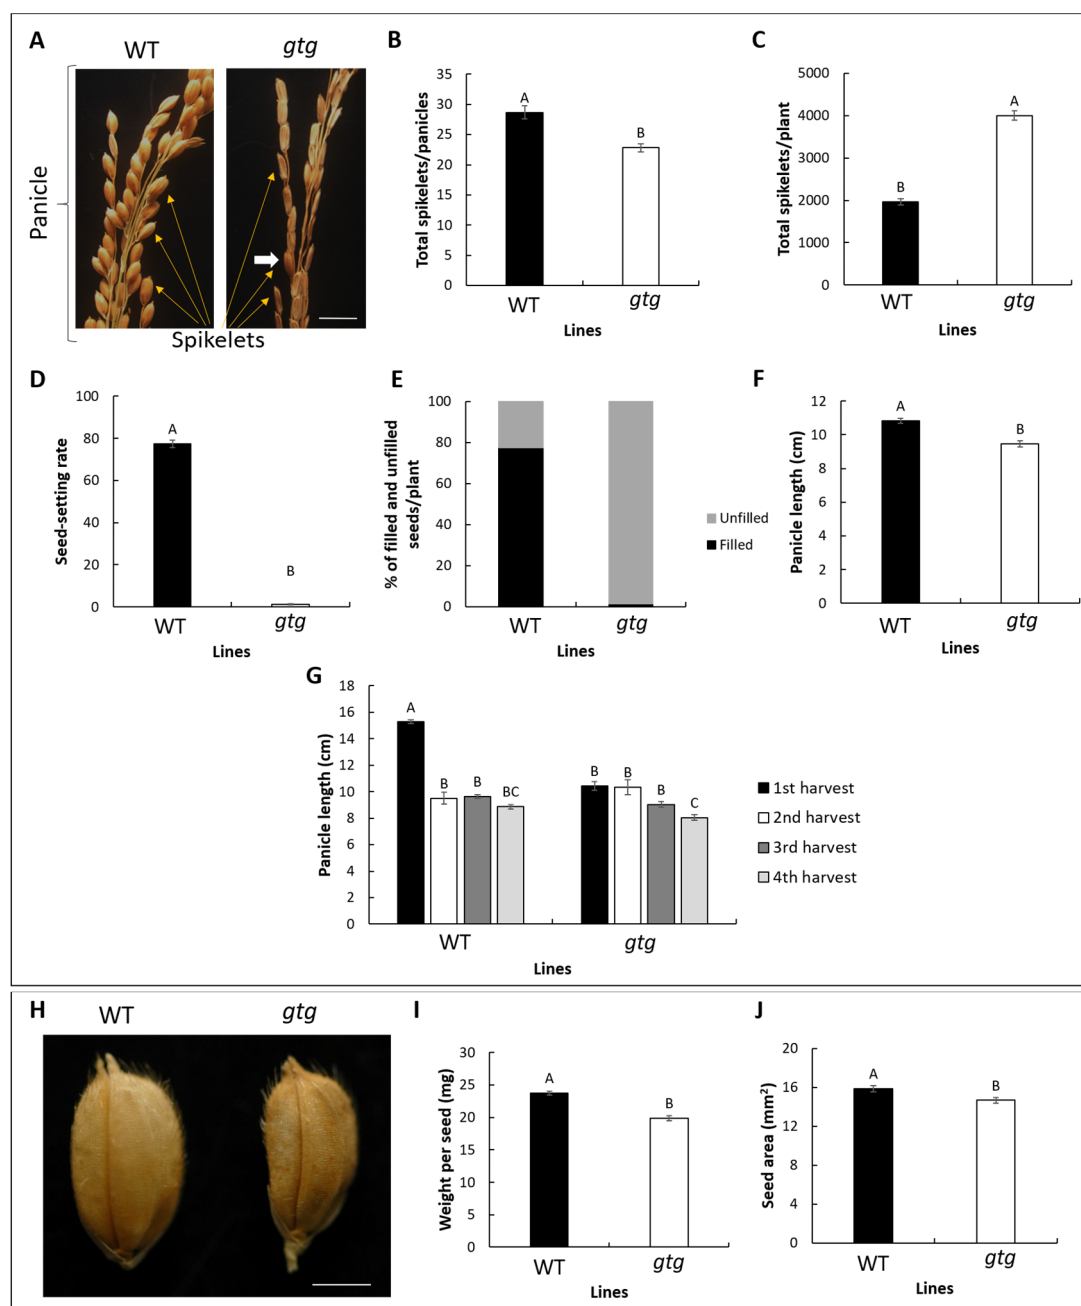 A
WT
gtg
Panicle
Spikelets
B
Total spikelets/panicles
35
30
25
20
15
10
5
0
A
B
WT
gtg
Lines
C
Total spikelets/plant
5000
4000
3000
2000
1000
0
B
A
WT
gtg
Lines
D
Seed-setting rate
100
80
60
40
20
0
A
B
WT
gtg
Lines
E
% of filled and unfilled
seeds/plant
100
80
60
40
20
0
WT
gtg
Lines
Unfilled
Filled
F
Panicle length (cm)
12
10
8
6
4
2
0
A
B
WT
gtg
Lines
G
Panicle length (cm)
18
16
14
12
10
8
6
4
2
0
A
B
B
BC
B
B
B
C
WT
gtg
Lines
1st harvest
2nd harvest
3rd harvest
4th harvest
H
WT
gtg
I
Weight per seed (mg)
30
25
20
15
10
5
0
A
B
WT
gtg
Lines
J
Seed area (mm²)
20
16
12
8
4
0
A
B
WT
gtg
Lines